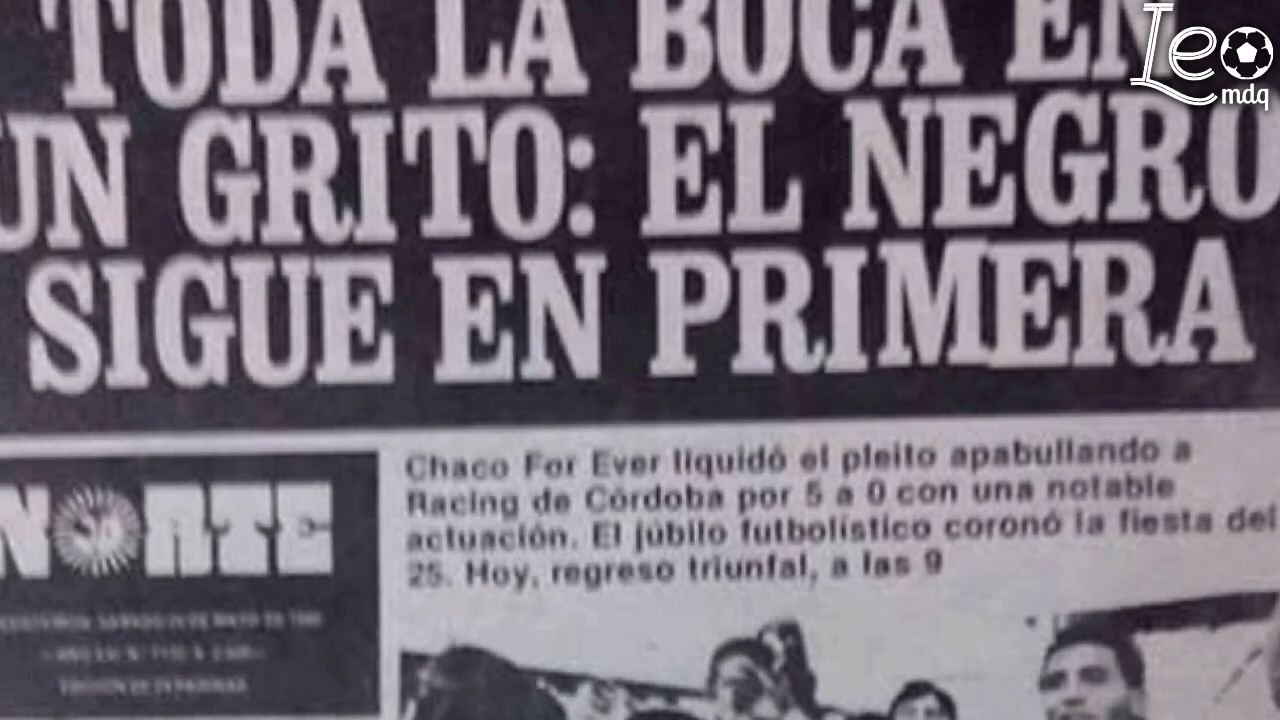 TODA LA BOCA EN
UN GRITO: EL NEGRO
SIGUE EN PRIMERA
Leo
mdq
NORTE
Chaco For Ever liquidó el pleito apabullando a
Racing de Córdoba por 5 a 0 con una notable
actuación. El júbilo futbolístico coronó la fiesta del
25. Hoy, regreso triunfal, a las 9